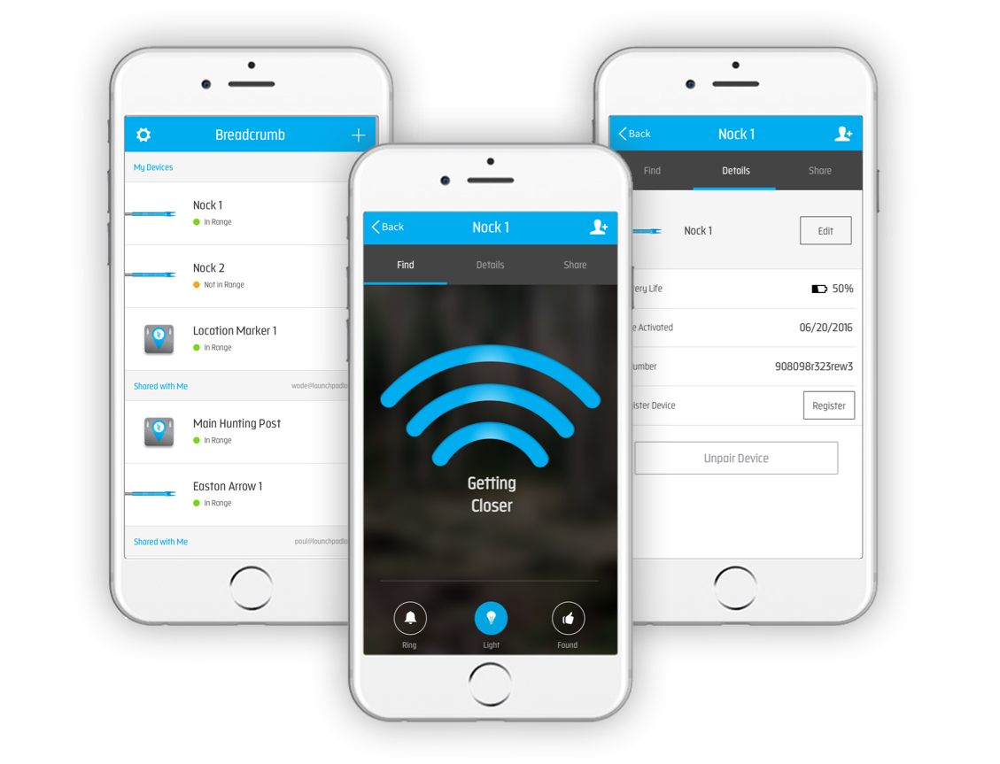 Breadcrumb
My Devices
Nock 1
In Range
Nock 2
Not in Range
Location Marker 1
In Range
Shared with Me
wade@launchpadla
Main Hunting Post
In Range
Easton Arrow 1
In Range
Shared with Me
paul@launchpadla
Back
Nock 1
Find
Details
Share
Getting
Closer
Ring
Light
Found
Back
Nock 1
Find
Details
Share
Nock 1
Edit
ery Life
50%
e Activated
06/20/2016
umber
908098r323rew3
ister Device
Register
Unpair Device